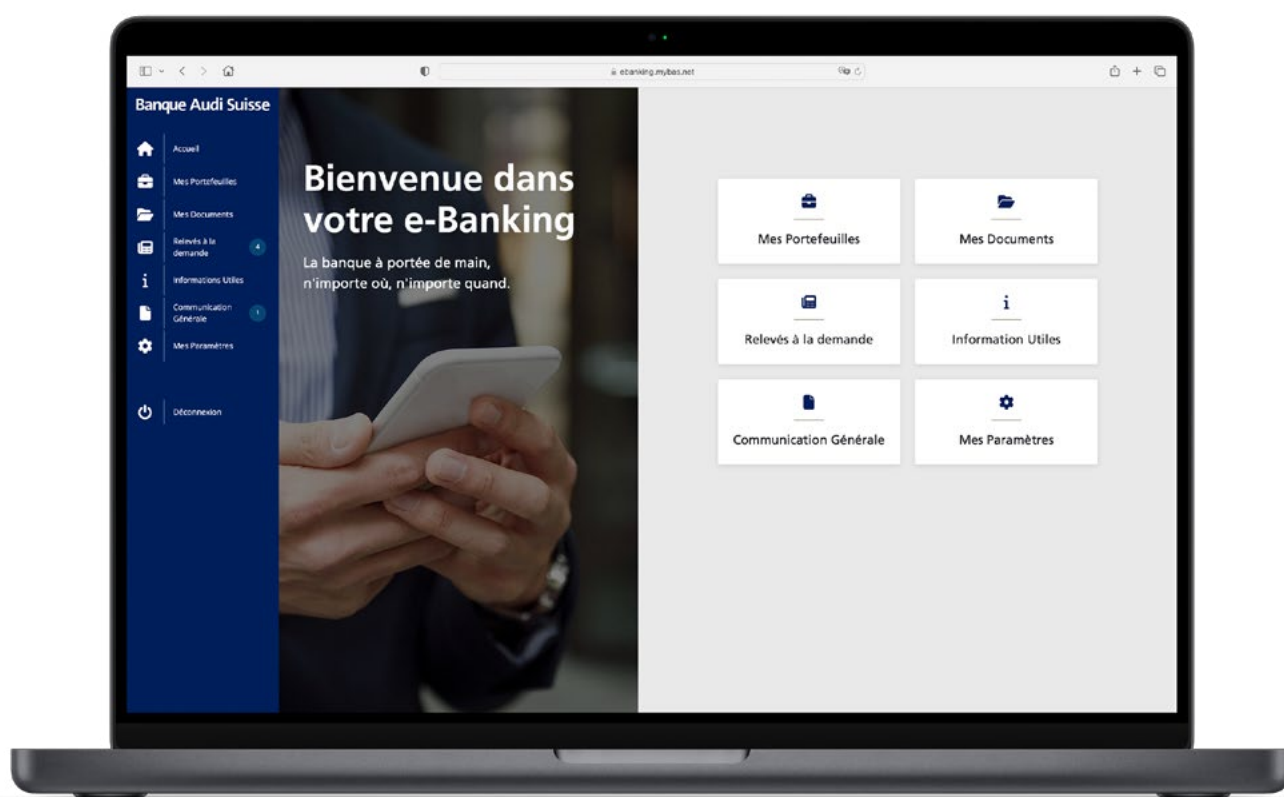 ebanking.mybas.net
Banque Audi Suisse
Accueil
Mes Portefeuilles
Mes Documents
Relevés à la
demande
4
Informations Utiles
Communication
Générale
1
Mes Paramètres
Déconnexion
Bienvenue dans
votre e-Banking
La banque à portée de main,
n'importe où, n'importe quand.
Mes Portefeuilles
Mes Documents
Relevés à la demande
Information Utiles
Communication Générale
Mes Paramètres